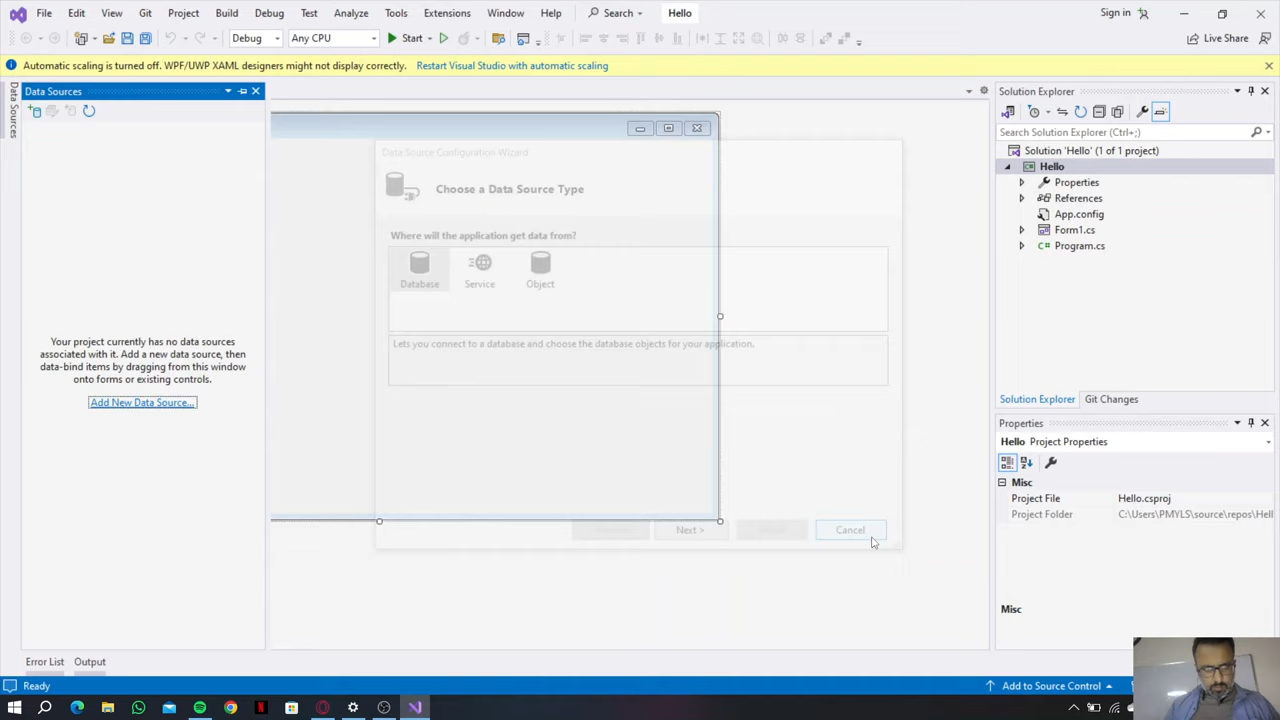 File Edit View Git Project Build Debug Test Analyze Tools Extensions Window Help Search Hello Sign in
Debug Any CPU Start Live Share
Automatic scaling is turned off. WPF/UWP XAML designers might not display correctly. Restart Visual Studio with automatic scaling
Data Sources
Data Sources
Your project currently has no data sources
associated with it. Add a new data source, then
data-bind items by dragging from this window
onto forms or existing controls.
Add New Data Source...
Data Source Configuration Wizard
Choose a Data Source Type
Where will the application get data from?
Database Service Object
Lets you connect to a database and choose the database objects for your application.
Next > Cancel
Solution Explorer
Search Solution Explorer (Ctrl+;)
Solution 'Hello' (1 of 1 project)
Hello
Properties
References
App.config
Form1.cs
Program.cs
Solution Explorer Git Changes
Properties
Hello Project Properties
Misc
Project File Hello.csproj
Project Folder C:\Users\PMYLS\source\repos\Hell
Misc
Error List Output
Ready Add to Source Control